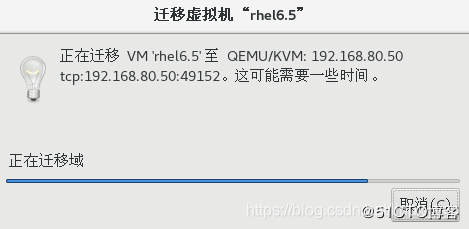 迁移虚拟机“rhel6.5”
正在迁移 VM 'rhel6.5' 至 QEMU/KVM: 192.168.80.50
tcp:192.168.80.50:49152。这可能需要一些时间 。
正在迁移域
取消(C)
https://blog.csdn
@51CTO博客